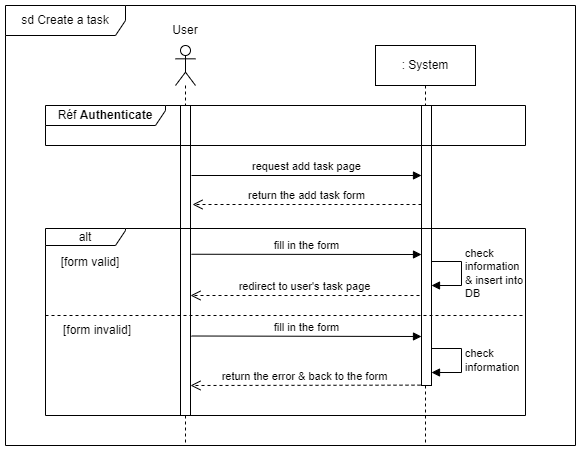 sd Create a task
User
: System
Réf Authenticate
request add task page
return the add task form
alt
[form valid]
fill in the form
check
information
& insert into
DB
redirect to user's task page
[form invalid]
fill in the form
check
information
return the error & back to the form